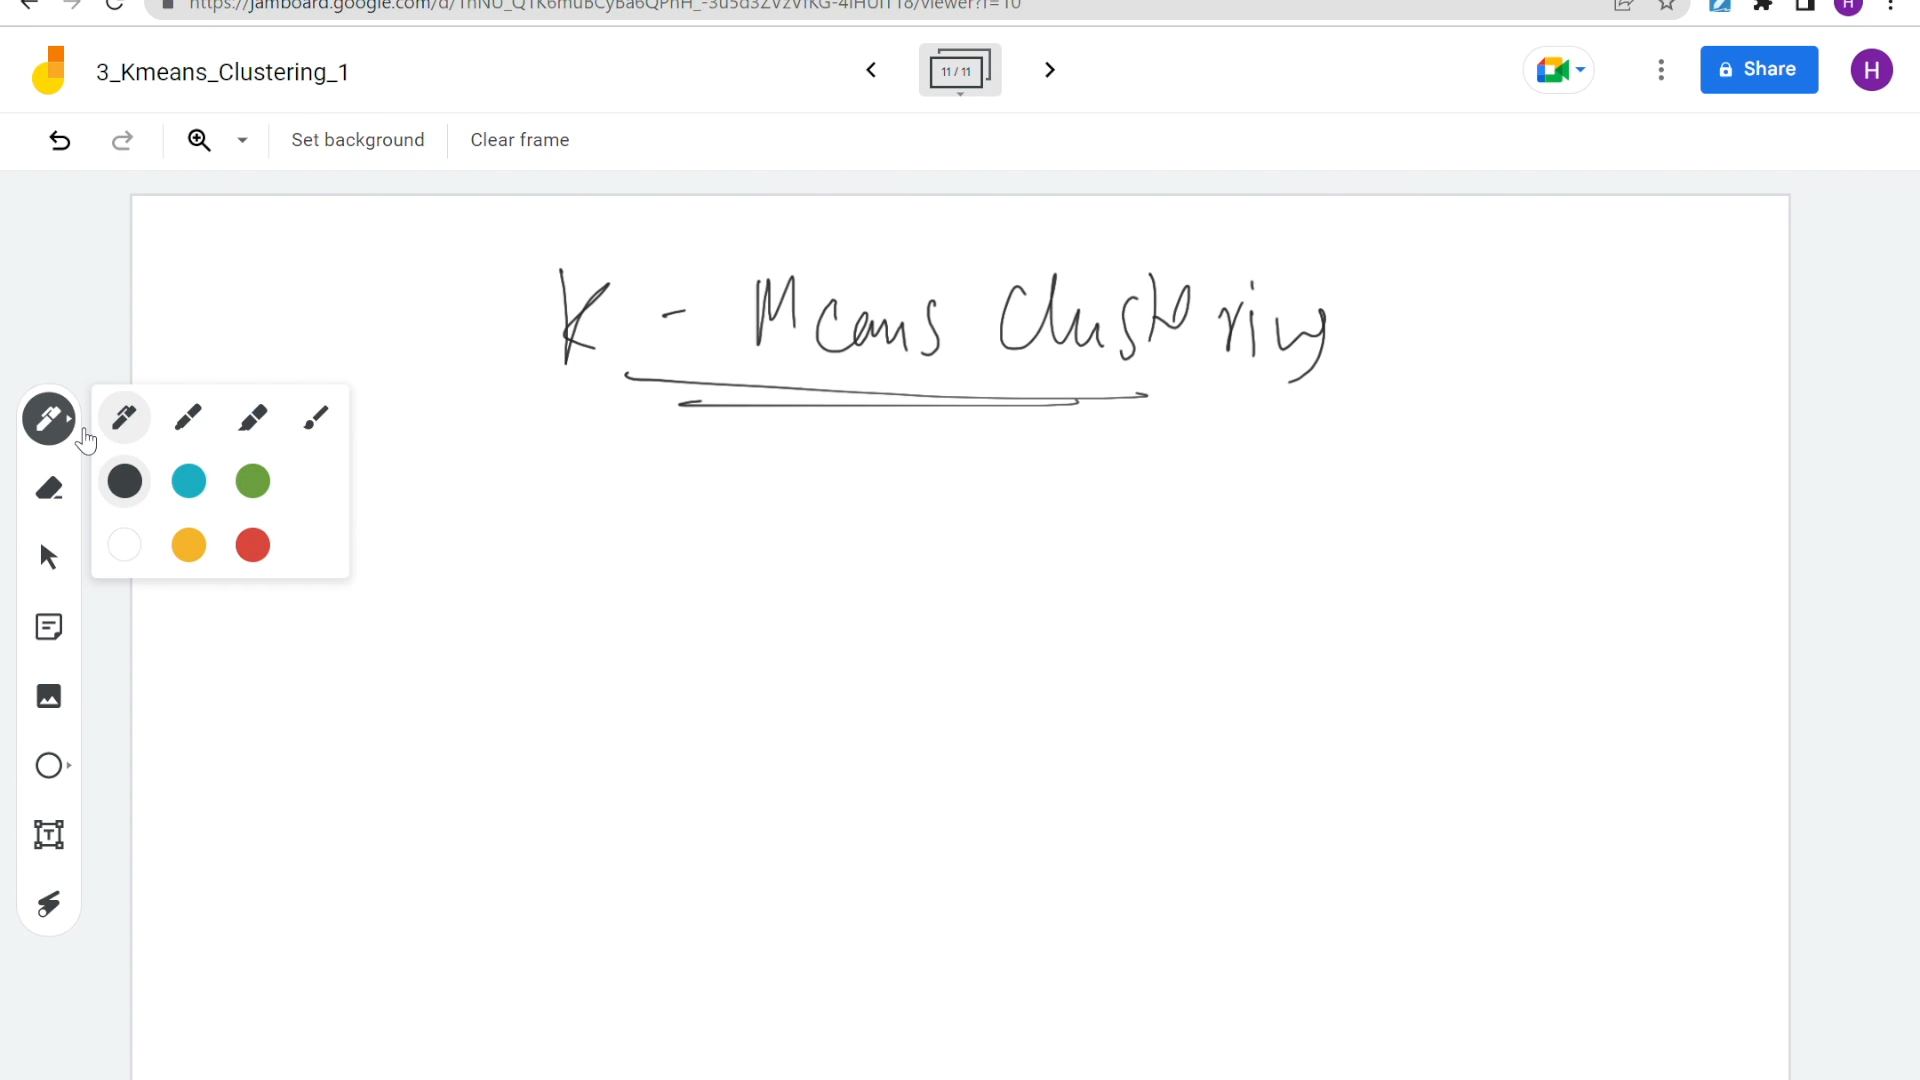 3_Kmeans_Clustering_1
11 / 11
Share
H
Set background
Clear frame
K - Means Clustering